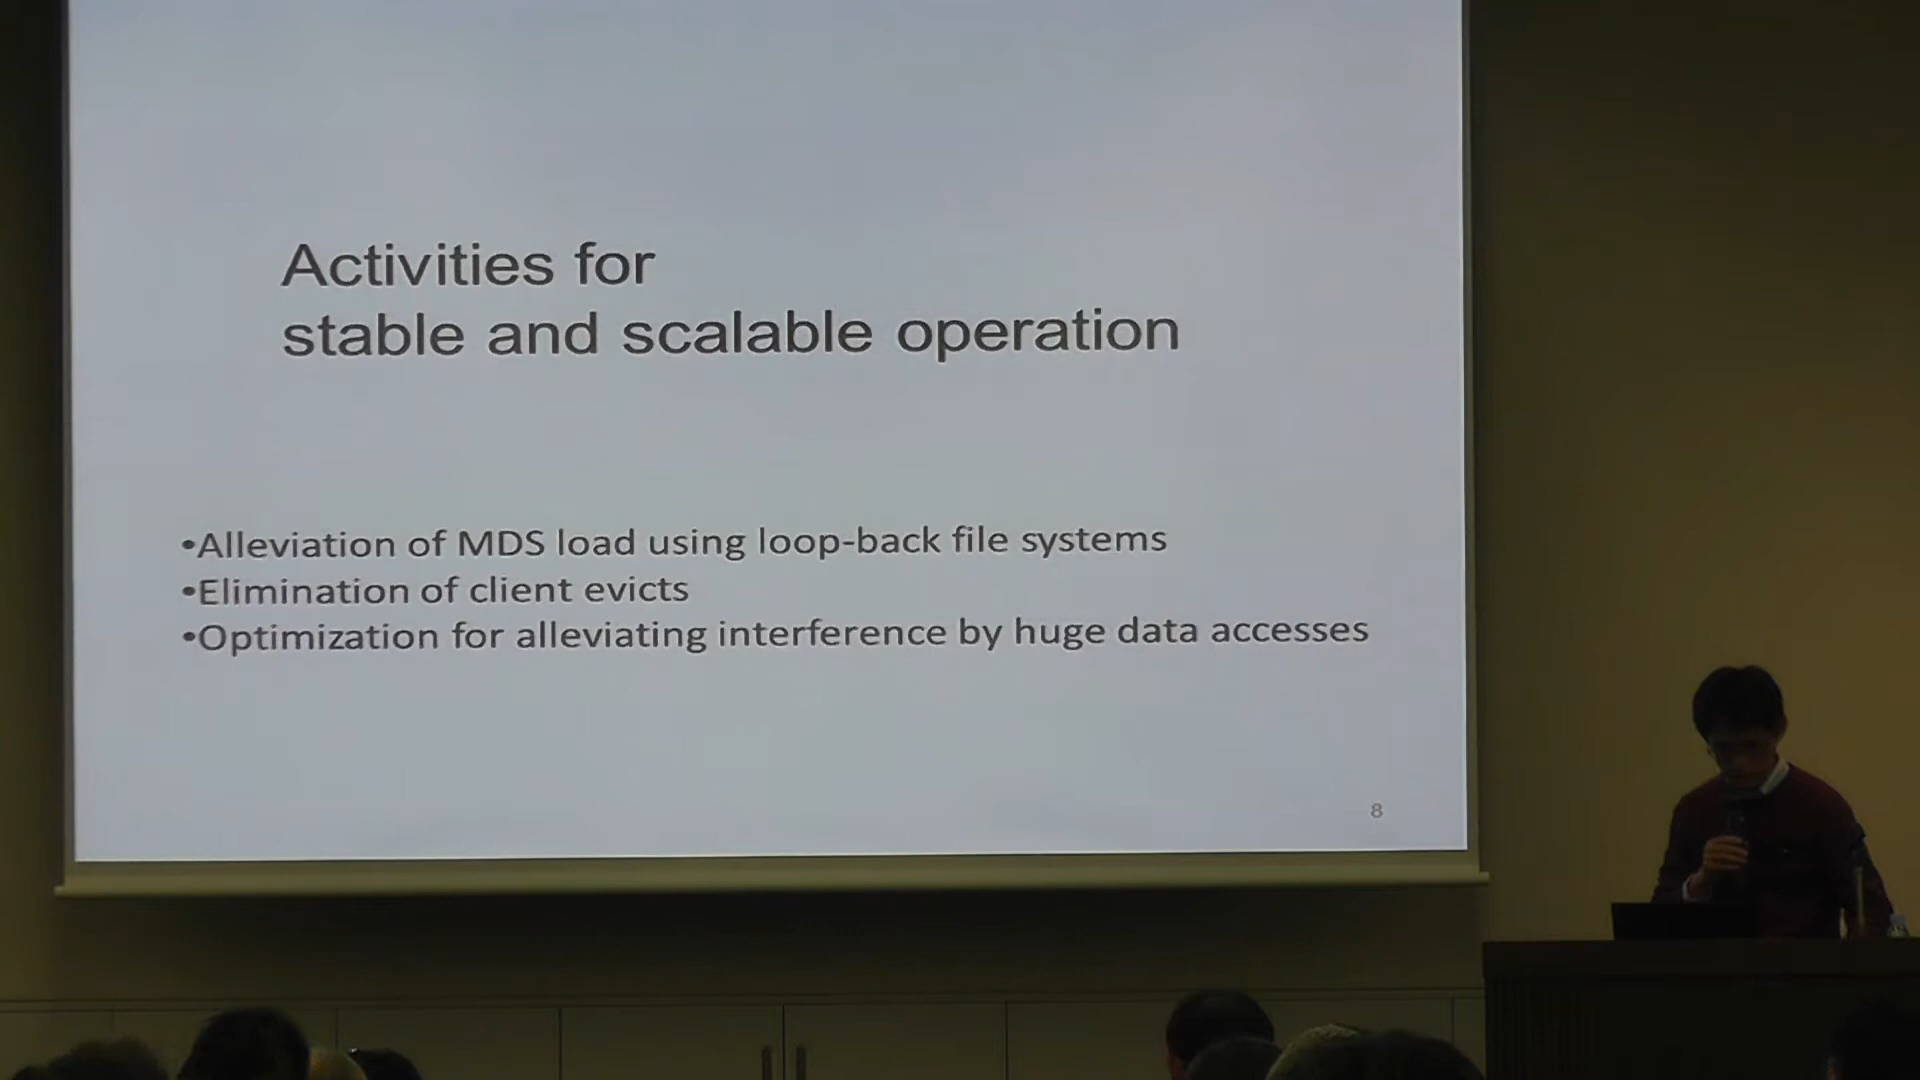 Activities for
stable and scalable operation
•Alleviation of MDS load using loop-back file systems
•Elimination of client evicts
•Optimization for alleviating interference by huge data accesses
8